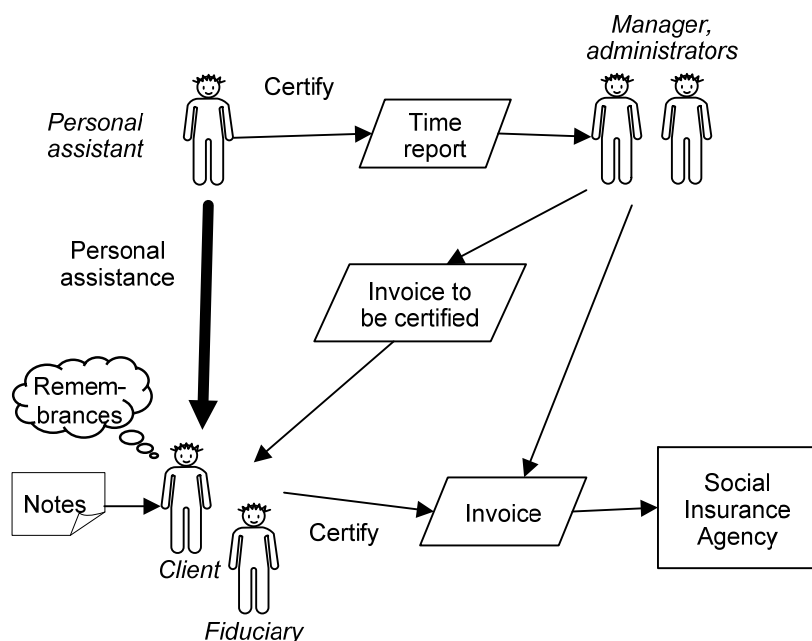 Manager,
administrators
Certify
Personal
assistant
Time
report
Personal
assistance
Invoice to
be certified
Remem-
brances
Notes
Client
Fiduciary
Certify
Invoice
Social
Insurance
Agency